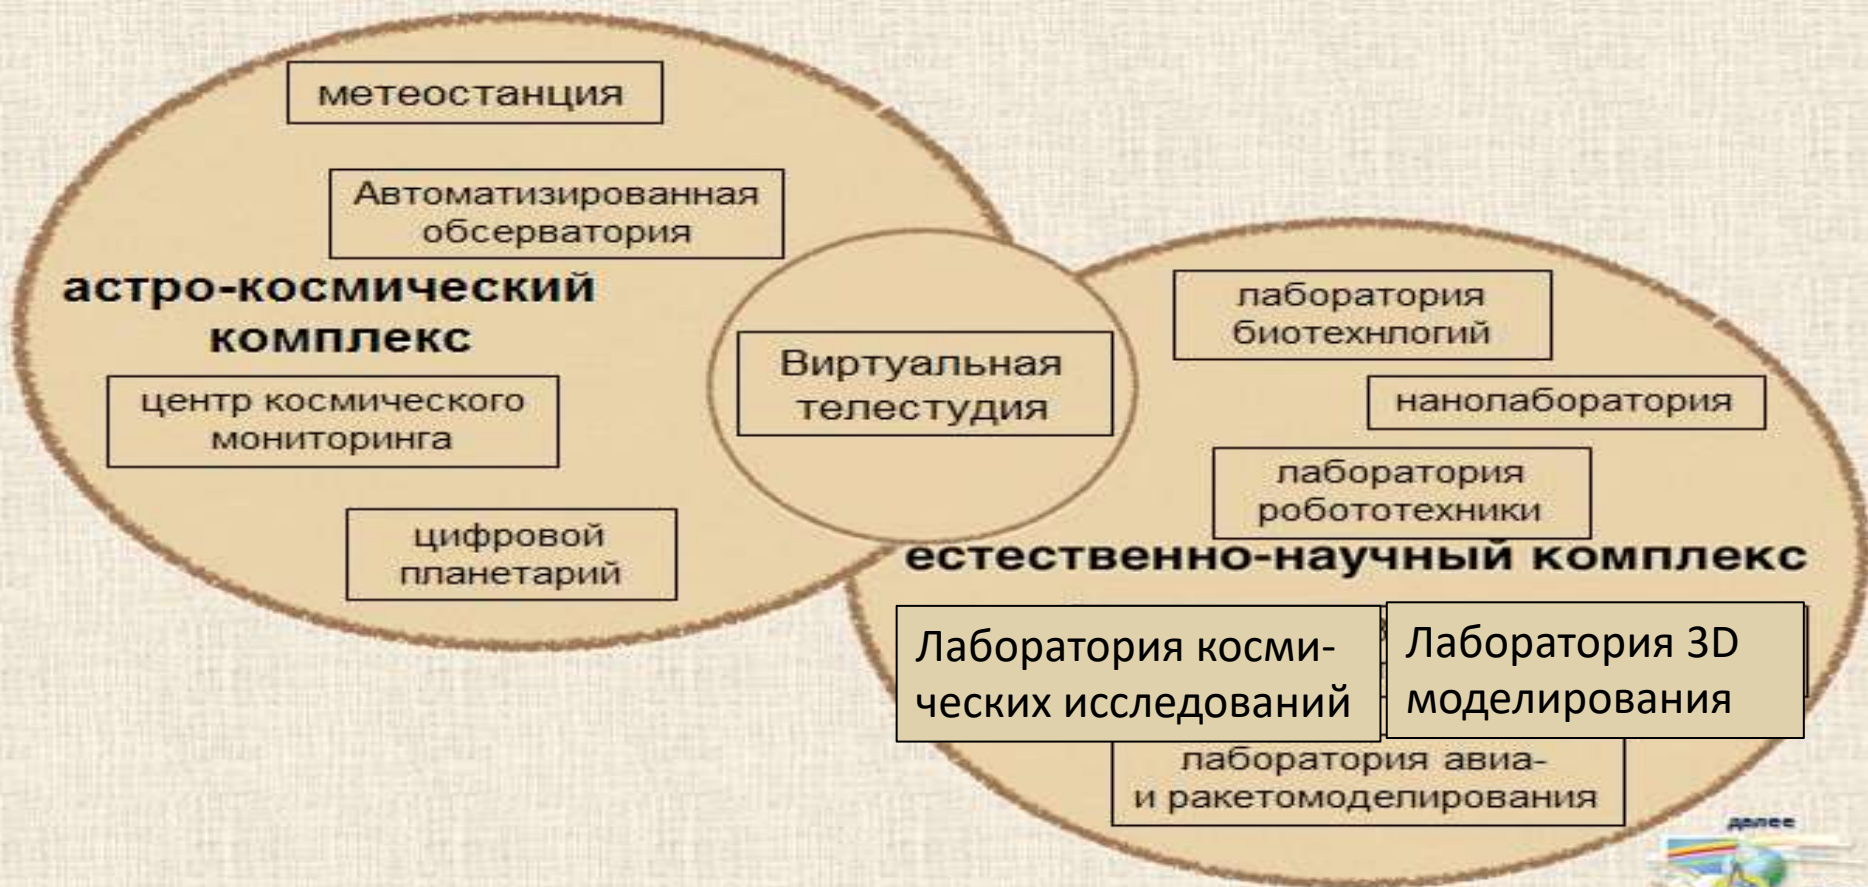 метеостанция
Автоматизированная
обсерватория
астро-космический
комплекс
центр космического
мониторинга
цифровой
планетарий
Виртуальная
телестудия
лаборатория
биотехнлогий
нанолаборатория
лаборатория
робототехники
естественно-научный комплекс
Лаборатория косми-
ческих исследований
Лаборатория 3D
моделирования
лаборатория авиа-
и ракетомоделирования
далее